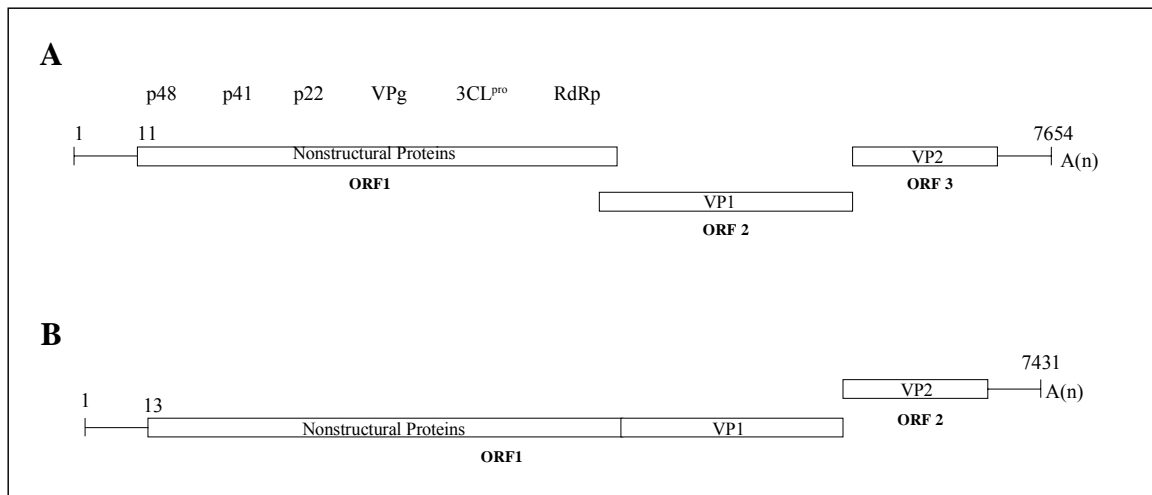 A
p48 p41 p22 VPg 3CLpro RdRp
1 11 7654
Nonstructural Proteins VP2 A(n)
ORF1 ORF 3
VP1
ORF 2
B
7431
VP2 A(n)
1 13 ORF 2
Nonstructural Proteins VP1
ORF1